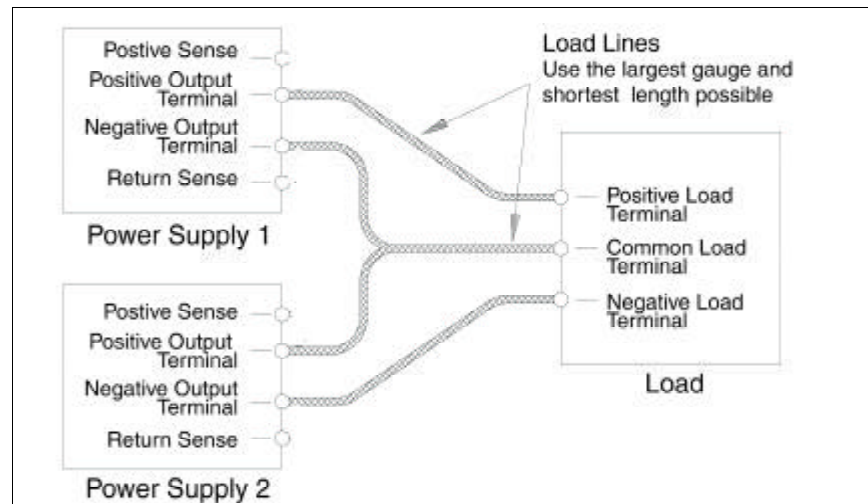 Postive Sense
Positive Output
Terminal
Negative Output
Terminal
Return Sense
Power Supply 1
Load Lines
Use the largest gauge and
shortest length possible
Positive Load
Terminal
Common Load
Terminal
Negative Load
Terminal
Load
Postive Sense
Positive Output
Terminal
Negative Output
Terminal
Return Sense
Power Supply 2